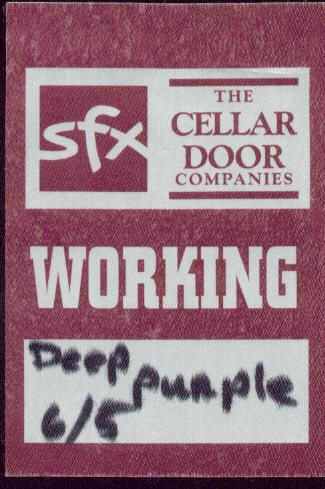 sfx
THE
CELLAR
DOOR
COMPANIES
WORKING
Deep purple
6/5